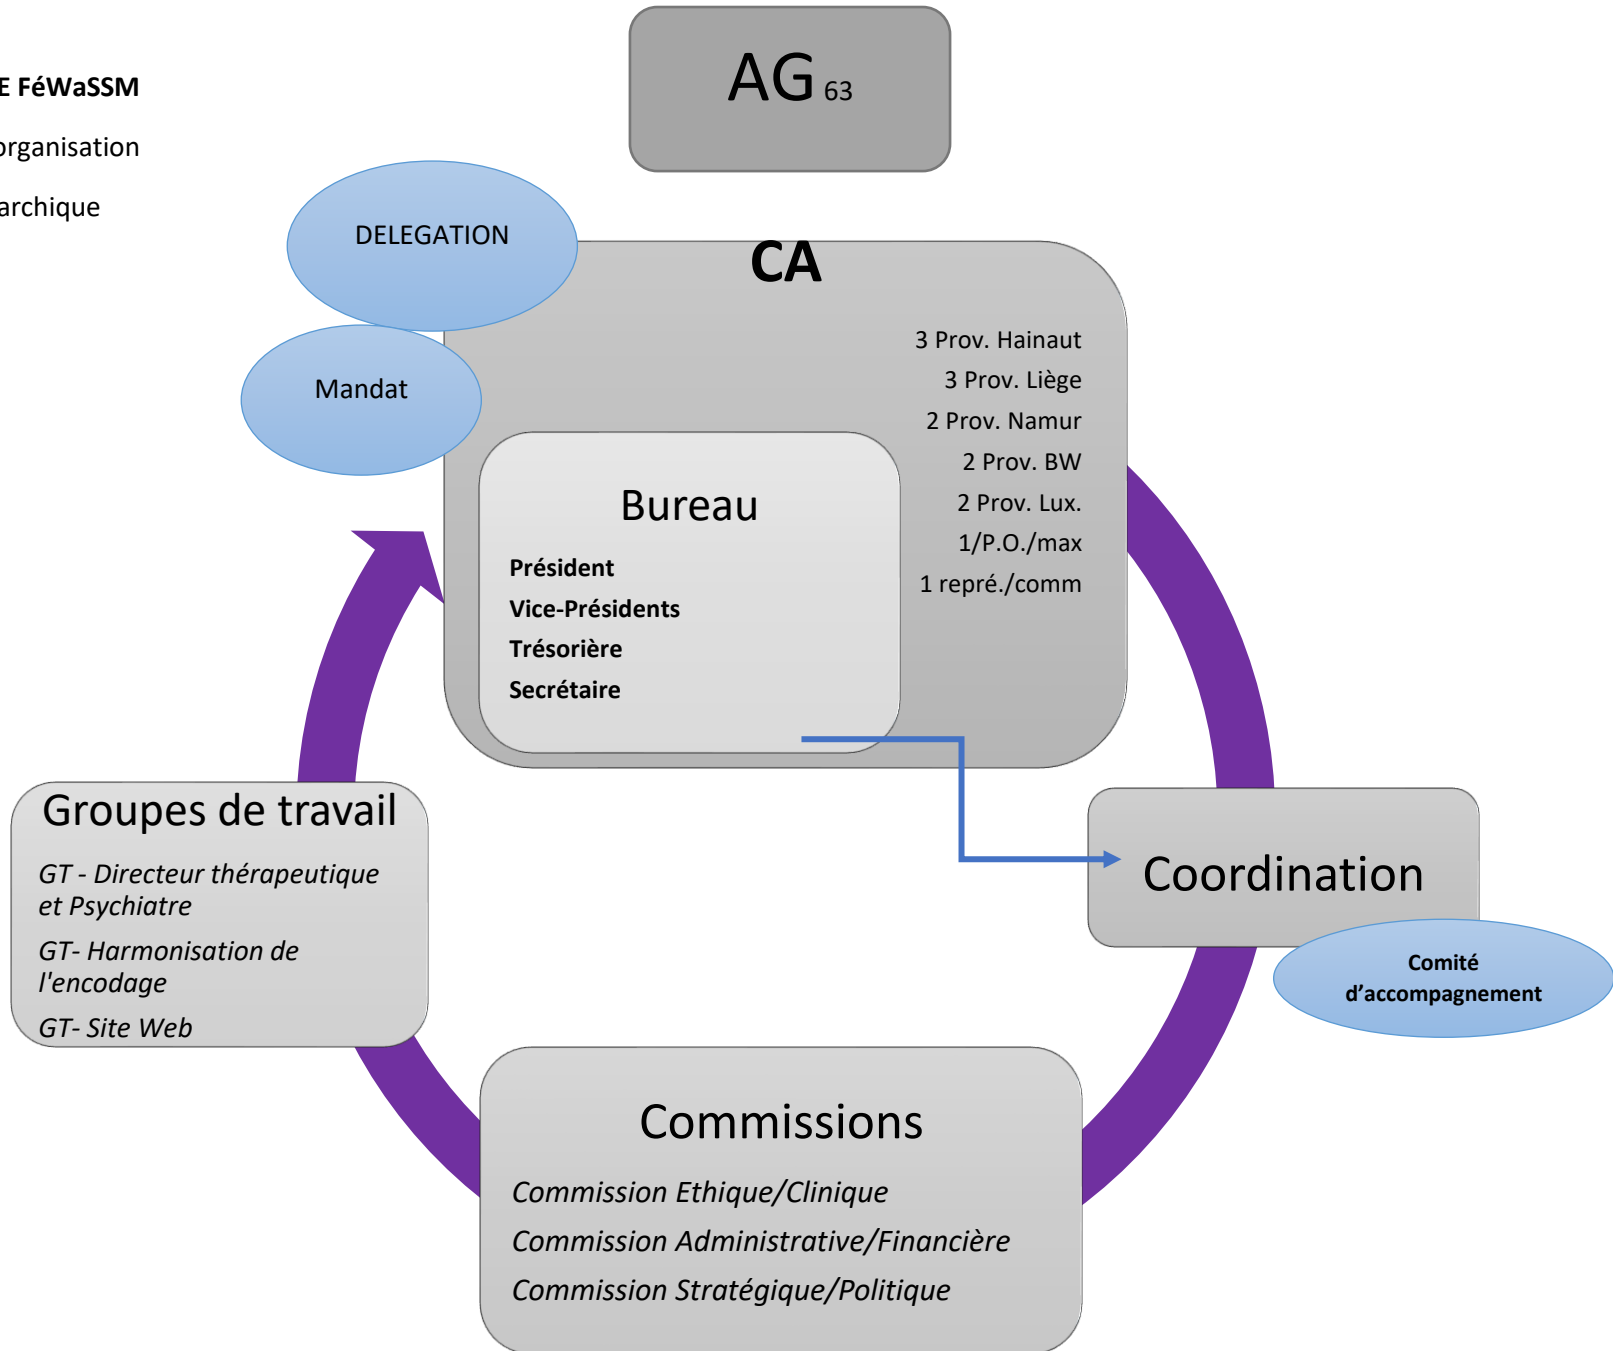 E FéWaSSM
organisation
archique
AG 63
DELEGATION
Mandat
CA
3 Prov. Hainaut
3 Prov. Liège
2 Prov. Namur
2 Prov. BW
2 Prov. Lux.
1/P.O./max
1 repré./comm
Bureau
Président
Vice-Présidents
Trésorière
Secrétaire
Groupes de travail
GT - Directeur thérapeutique
et Psychiatre
GT- Harmonisation de
l'encodage
GT- Site Web
Coordination
Comité
d’accompagnement
Commissions
Commission Ethique/Clinique
Commission Administrative/Financière
Commission Stratégique/Politique